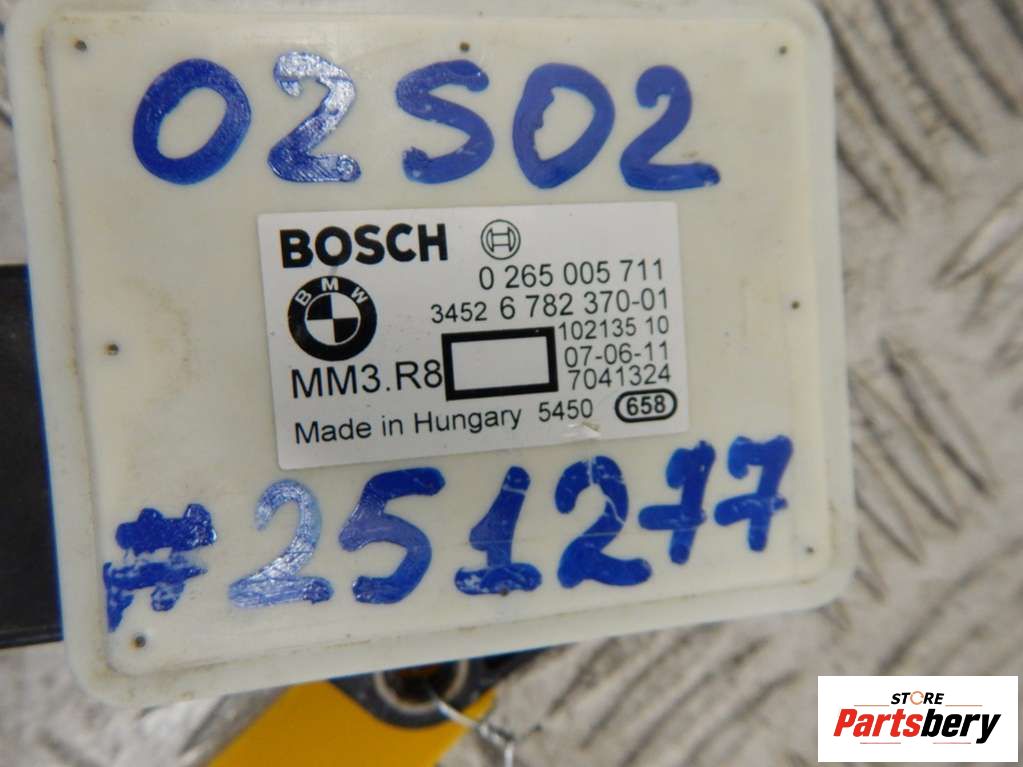 02S02
BOSCH
0 265 005 711
BMW
3452 6 782 370-01
102135 10
07-06-11
MM3.R8
7041324
Made in Hungary 5450 658
#251277
STORE
Partsbery